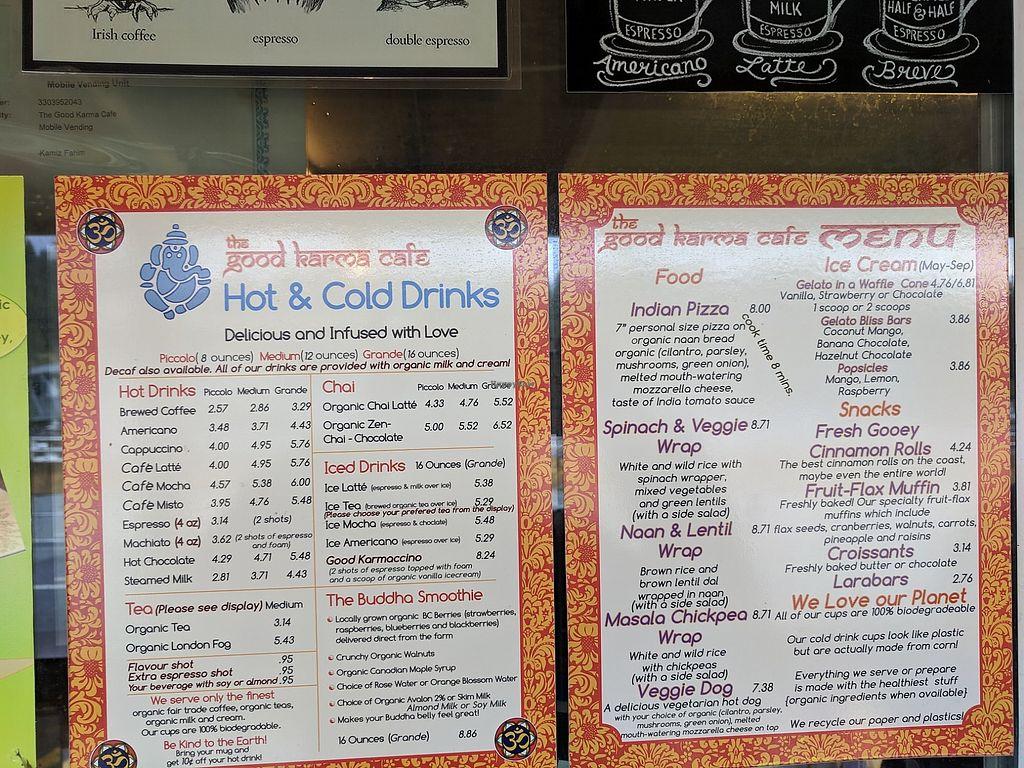 Irish coffee
espresso
double espresso
MILK
HALF & HALF
ESPRESSO
ESPRESSO
ESPRESSO
Americano
Latte
Breve
Mobile Vending Unit
3303952043
The Good Karma Cafe
Mobile Vending
Kamiz Fahim
the
good karma cafe
Hot & Cold Drinks
Delicious and Infused with Love
Piccolo( 8 ounces) Medium(12 ounces) Grande(16 ounces)
Decaf also available. All of our drinks are provided with organic milk and cream!
Hot Drinks Piccolo Medium Grande
Brewed Coffee 2.57 2.86 3.29
Americano 3.48 3.71 4.43
Cappuccino 4.00 4.95 5.76
Café Latté 4.00 4.95 5.76
Café Mocha 4.57 5.38 6.00
Café Misto 3.95 4.76 5.48
Espresso (4 oz) 3.14 (2 shots)
Machiato (4 oz) 3.62 (2 shots of espresso
and foam)
Hot Chocolate 4.29 4.71 5.48
Steamed Milk 2.81 3.71 4.43
Tea (Please see display) Medium
Organic Tea 3.14
Organic London Fog 5.43
Flavour shot .95
Extra espresso shot .95
Your beverage with soy or almond .95
We serve only the finest
organic fair trade coffee, organic teas,
organic milk and cream.
Our cups are 100% biodegradable.
Be Kind to the Earth!
Bring your mug and
get 10¢ off your hot drink!
Chai Piccolo Medium Grande
Organic Chai Latté 4.33 4.76 5.52
Organic Zen-
Chai - Chocolate 5.00 5.52 6.52
Iced Drinks 16 Ounces (Grande)
Ice Latté (espresso & milk over ice) 5.38
Ice Tea (brewed organic tea over ice) 5.29
(Please choose your prefered tea from the display)
Ice Mocha (espresso & choclate) 5.48
Ice Americano (espresso over ice) 5.29
Good Karmaccino 8.24
(2 shots of espresso topped with foam
and a scoop of organic vanilla icecream)
The Buddha Smoothie
Locally grown organic BC Berries (strawberries,
raspberries, blueberries and blackberries)
delivered direct from the farm
Crunchy Organic Walnuts
Organic Canadian Maple Syrup
Choice of Rose Water or Orange Blossom Water
Choice of Organic Avalon 2% or Skim Milk
Almond Milk or Soy Milk
Makes your Buddha belly feel great!
16 Ounces (Grande) 8.86
the
good karma cafe menu
Food
Indian Pizza 8.00
7" personal size pizza on
organic naan bread
organic (cilantro, parsley,
mushrooms, green onion),
melted mouth-watering
mozzarella cheese,
taste of India tomato sauce
cook time 8 mins.
Spinach & Veggie 8.71
Wrap
White and wild rice with
spinach wrapper,
mixed vegetables
and green lentils
(with a side salad)
Naan & Lentil 8.71
Wrap
Brown rice and
brown lentil dal
wrapped in naan
(with a side salad)
Masala Chickpea 8.71
Wrap
White and wild rice
with chickpeas
(with a side salad)
Veggie Dog 7.38
A delicious vegetarian hot dog
with your choice of organic (cilantro, parsley,
mushrooms, green onion), melted
mouth-watering mozzarella cheese on top
Ice Cream (May-Sep)
Gelato in a Waffle Cone 4.76/6.81
Vanilla, Strawberry or Chocolate
1 scoop or 2 scoops
Gelato Bliss Bars 3.86
Coconut Mango,
Banana Chocolate,
Hazelnut Chocolate
Popsicles 3.86
Mango, Lemon,
Raspberry
Snacks
Fresh Gooey
Cinnamon Rolls 4.24
The best cinnamon rolls on the coast,
maybe even the entire world!
Fruit-Flax Muffin 3.81
Freshly baked! Our specialty fruit-flax
muffins which include
flax seeds, cranberries, walnuts, carrots,
pineapple and raisins
Croissants 3.14
Freshly baked butter or chocolate
Larabars 2.76
We Love our Planet
All of our cups are 100% biodegradeable
Our cold drink cups look like plastic
but are actually made from corn!
Everything we serve or prepare
is made with the healthiest stuff
{organic ingredients when available}
We recycle our paper and plastics!